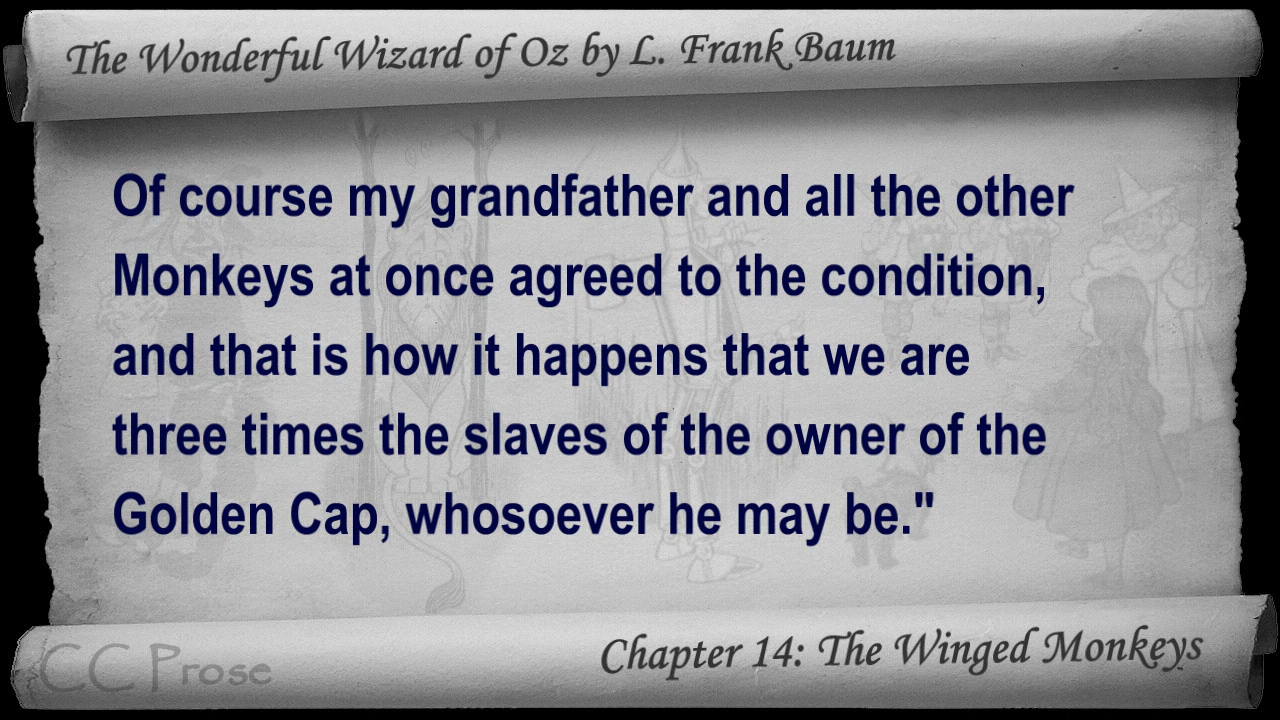 The Wonderful Wizard of Oz by L. Frank Baum
Of course my grandfather and all the other
Monkeys at once agreed to the condition,
and that is how it happens that we are
three times the slaves of the owner of the
Golden Cap, whosoever he may be."
CC Prose
Chapter 14: The Winged Monkeys